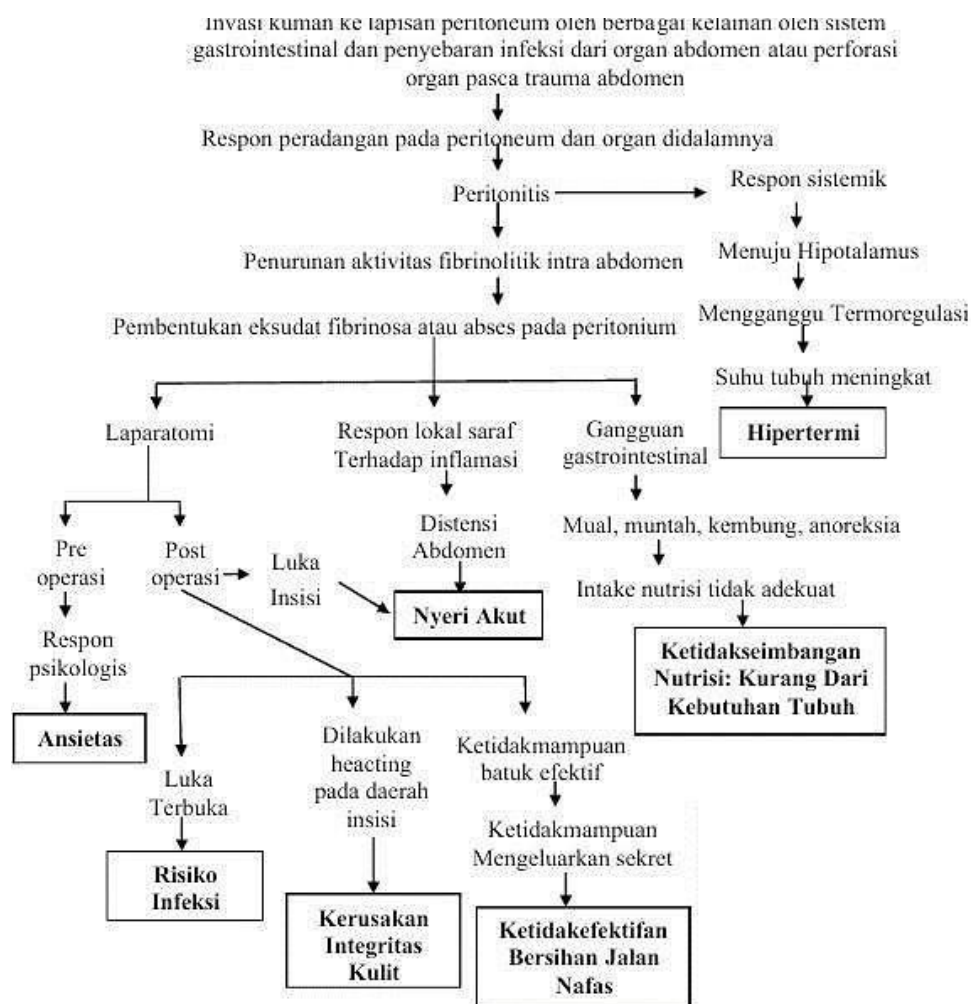 Invasi kuman ke lapisan peritoneum oleh berbagai kelainan oleh sistem
gastrointestinal dan penyebaran infeksi dari organ abdomen atau perforasi
organ pasca trauma abdomen
Respon peradangan pada peritoneum dan organ didalamnya
Peritonitis
Respon sistemik
Penurunan aktivitas fibrinolitik intra abdomen
Menuju Hipotalamus
Pembentukan eksudat fibrinosa atau abses pada peritonium
Mengganggu Termoregulasi
Suhu tubuh meningkat
Hipertermi
Laparatomi
Respon lokal saraf
Terhadap inflamasi
Gangguan
gastrointestinal
Pre
operasi
Post
operasi
Luka
Insisi
Distensi
Abdomen
Mual, muntah, kembung, anoreksia
Nyeri Akut
Intake nutrisi tidak adekuat
Ketidakseimbangan
Nutrisi: Kurang Dari
Kebutuhan Tubuh
Respon
psikologis
Ansietas
Luka
Terbuka
Dilakukan
heacting
pada daerah
insisi
Ketidakmampuan
batuk efektif
Ketidakmampuan
Mengeluarkan sekret
Risiko
Infeksi
Kerusakan
Integritas
Kulit
Ketidakefektifan
Bersihan Jalan
Nafas